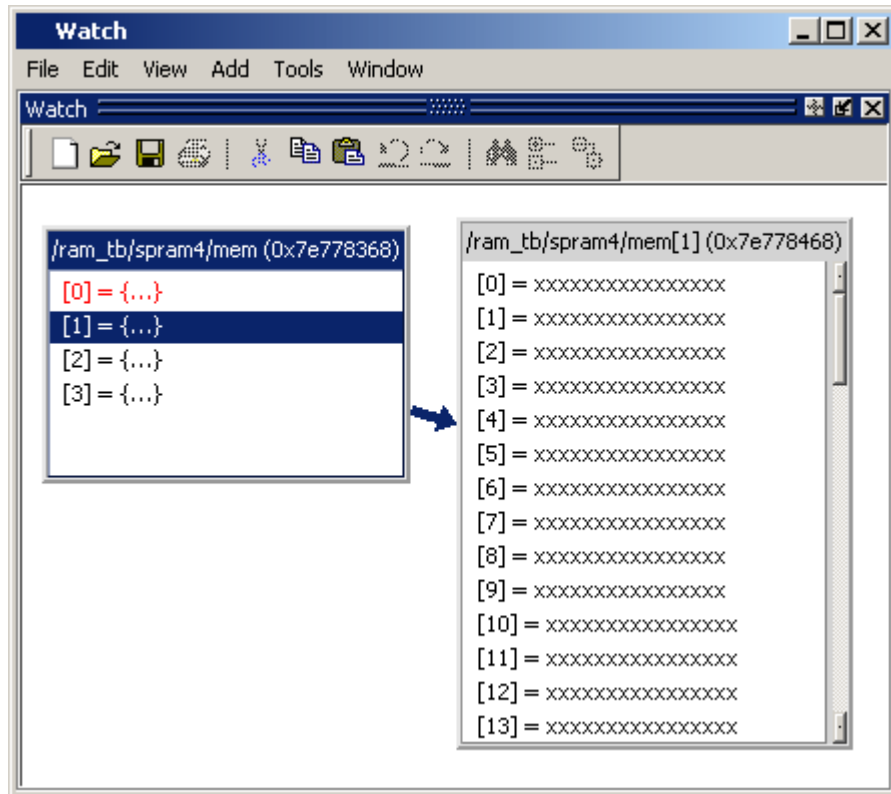 Watch
File Edit View Add Tools Window
Watch
/ram_tb/spram4/mem (0x7e778368)
[0] = {...}
[1] = {...}
[2] = {...}
[3] = {...}
/ram_tb/spram4/mem[1] (0x7e778468)
[0] = xxxxxxxxxxxxxxxx
[1] = xxxxxxxxxxxxxxxx
[2] = xxxxxxxxxxxxxxxx
[3] = xxxxxxxxxxxxxxxx
[4] = xxxxxxxxxxxxxxxx
[5] = xxxxxxxxxxxxxxxx
[6] = xxxxxxxxxxxxxxxx
[7] = xxxxxxxxxxxxxxxx
[8] = xxxxxxxxxxxxxxxx
[9] = xxxxxxxxxxxxxxxx
[10] = xxxxxxxxxxxxxxxx
[11] = xxxxxxxxxxxxxxxx
[12] = xxxxxxxxxxxxxxxx
[13] = xxxxxxxxxxxxxxxx